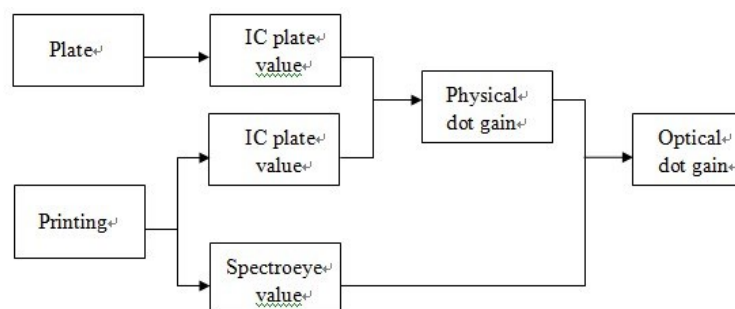 Plate
IC plate
value
Physical
dot gain
IC plate
value
Optical
dot gain
Printing
Spectroeye
value